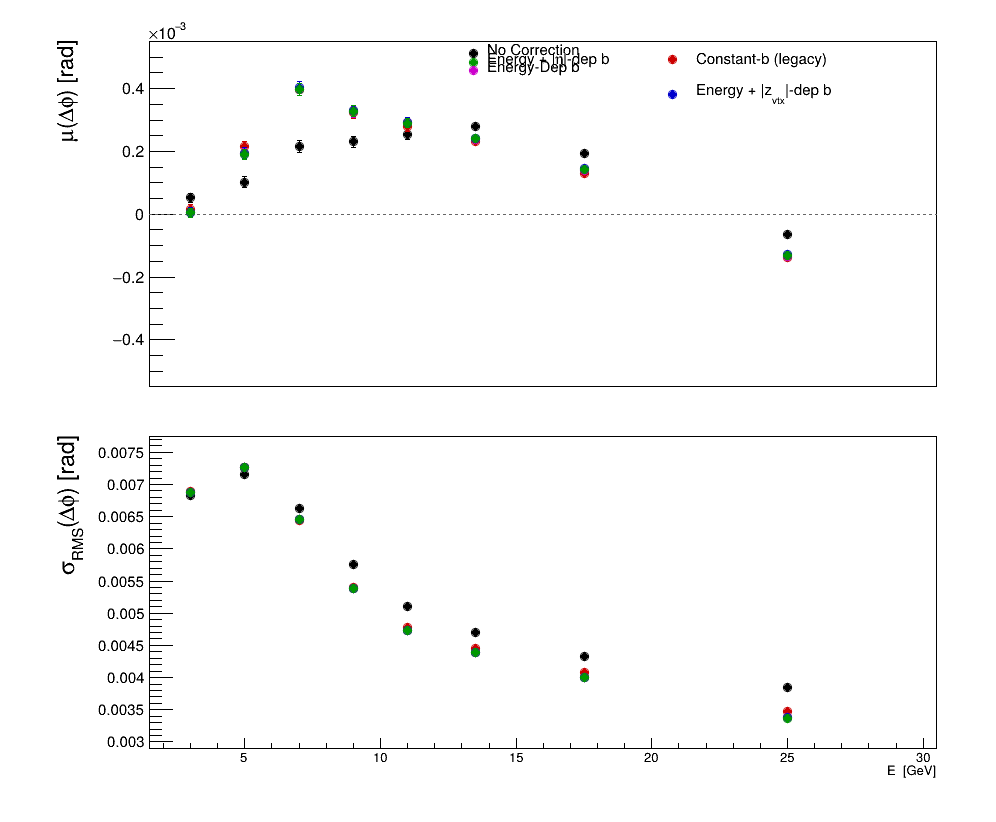 ×10⁻³
μ(Δϕ) [rad]
No Correction
Energy + |η|-dep b
Energy-Dep b
Constant-b (legacy)
Energy + |z_vtx|-dep b
0.4
0.2
0
−0.2
−0.4
σ_RMS(Δϕ) [rad]
0.0075
0.007
0.0065
0.006
0.0055
0.005
0.0045
0.004
0.0035
0.003
5 10 15 20 25 30
E [GeV]